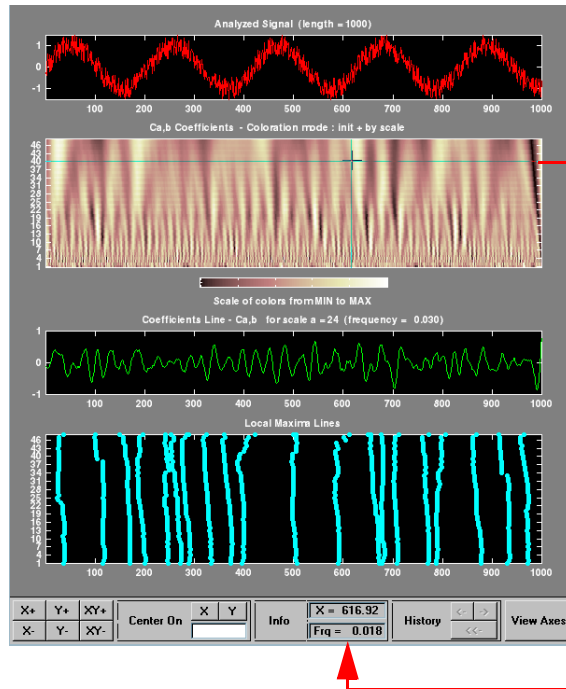 Analyzed Signal (length = 1000)
1
0
-1
100 200 300 400 500 600 700 800 900 1000
Ca,b Coefficients - Coloration mode : init + by scale
46
43
40
37
34
31
28
25
22
19
16
13
10
7
4
1
100 200 300 400 500 600 700 800 900 1000
Scale of colors from MIN to MAX
Coefficients Line - Ca,b for scale a = 24 (frequency = 0.030)
1
0
-1
100 200 300 400 500 600 700 800 900 1000
Local Maxima Lines
46
43
40
37
34
31
28
25
22
19
16
13
10
7
4
1
100 200 300 400 500 600 700 800 900 1000
X+ Y+ XY+
X- Y- XY-
Center On
X Y
Info
X = 616.92
Frq = 0.018
History
<- ->
<<-
View Axes